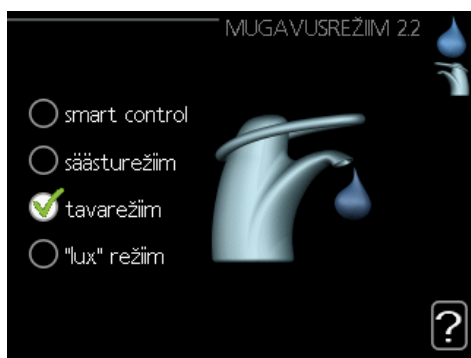 MUGAVUSREŽIIM 2.2
smart control
säästurežiim
tavarežiim
"lux" režiim
?